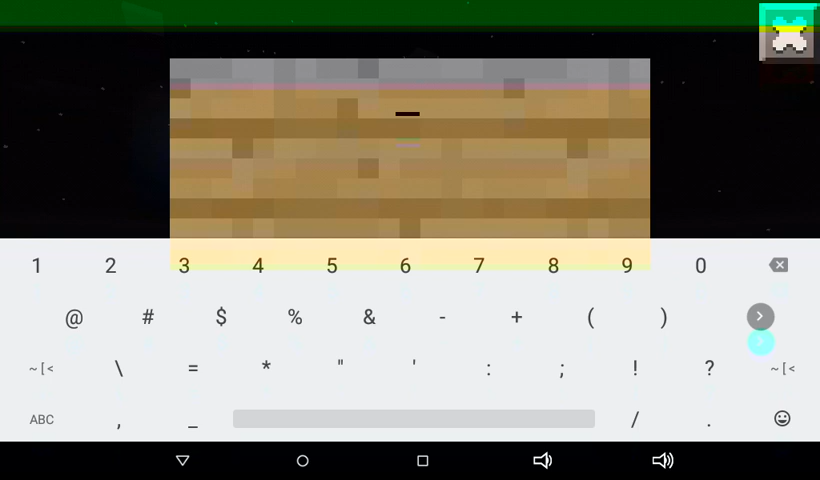 1 2 3 4 5 6 7 8 9 0
@ # $ % & - + ( )
~ [ < \ = * " ' : ; ! ? ~ [ <
ABC , _ / .